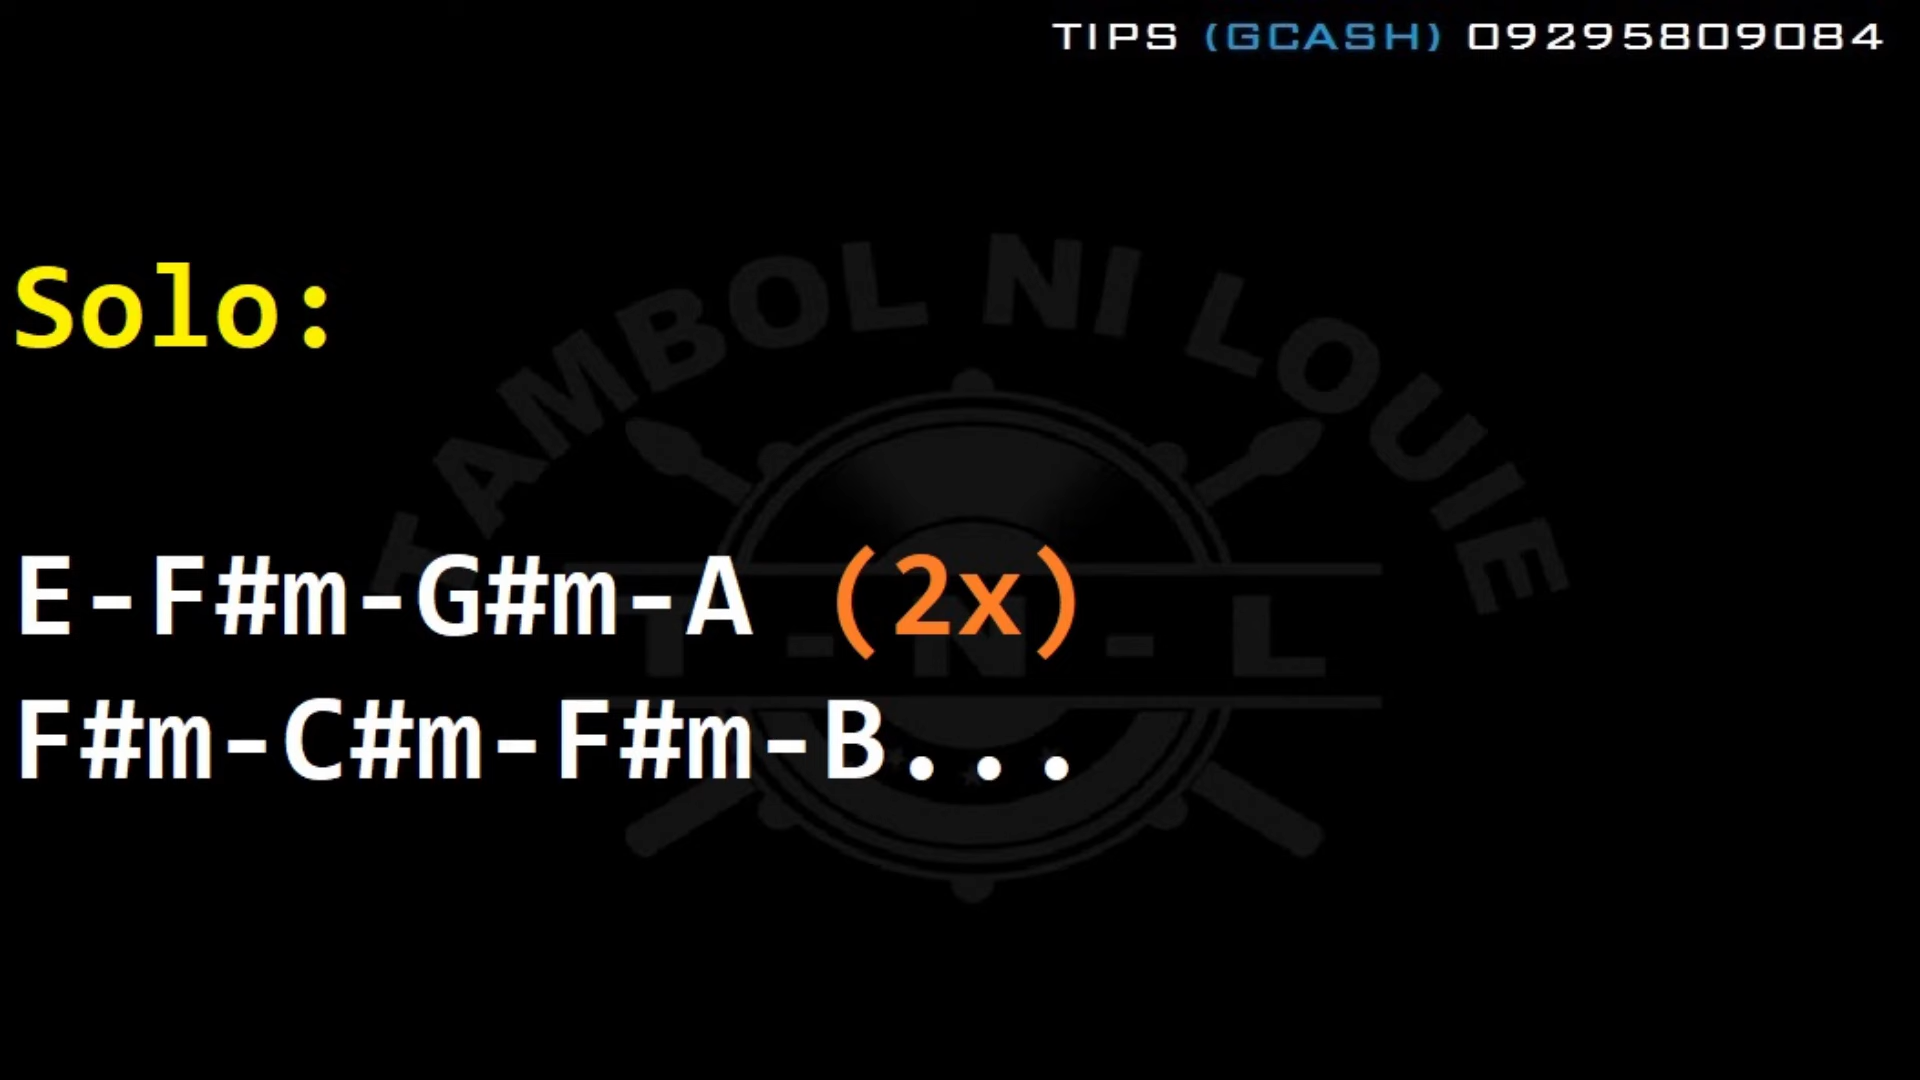 TIPS (GCASH) 09295809084
TAMBOL NI LOUIE
Solo:
E-F#m-G#m-A (2x)
T-N-L
F#m-C#m-F#m-B...